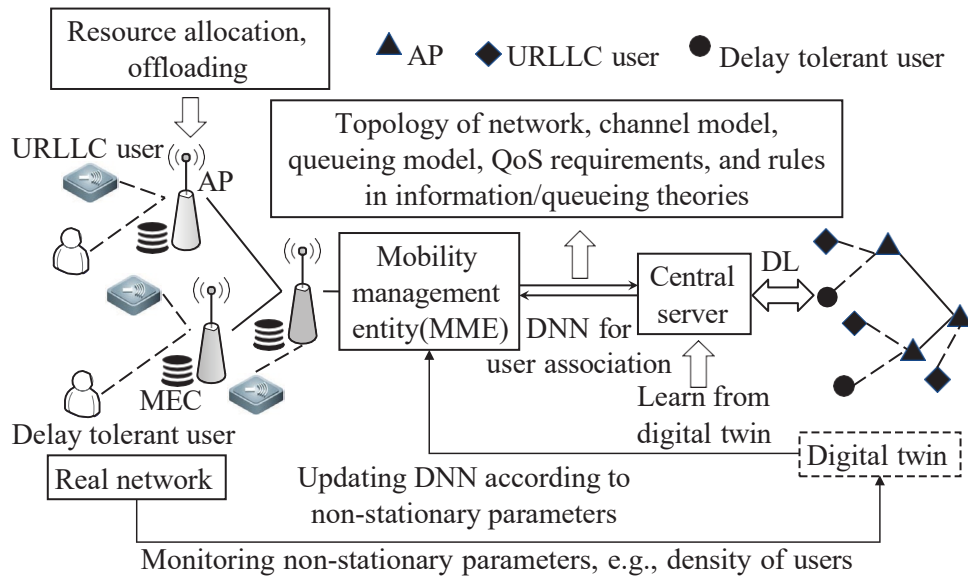 Resource allocation,
offloading
AP
URLLC user
Delay tolerant user
Topology of network, channel model,
queueing model, QoS requirements, and rules
in information/queueing theories
URLLC user
AP
Mobility
management
entity(MME)
Central
server
DL
DNN for
user association
MEC
Delay tolerant user
Learn from
digital twin
Real network
Digital twin
Updating DNN according to
non-stationary parameters
Monitoring non-stationary parameters, e.g., density of users